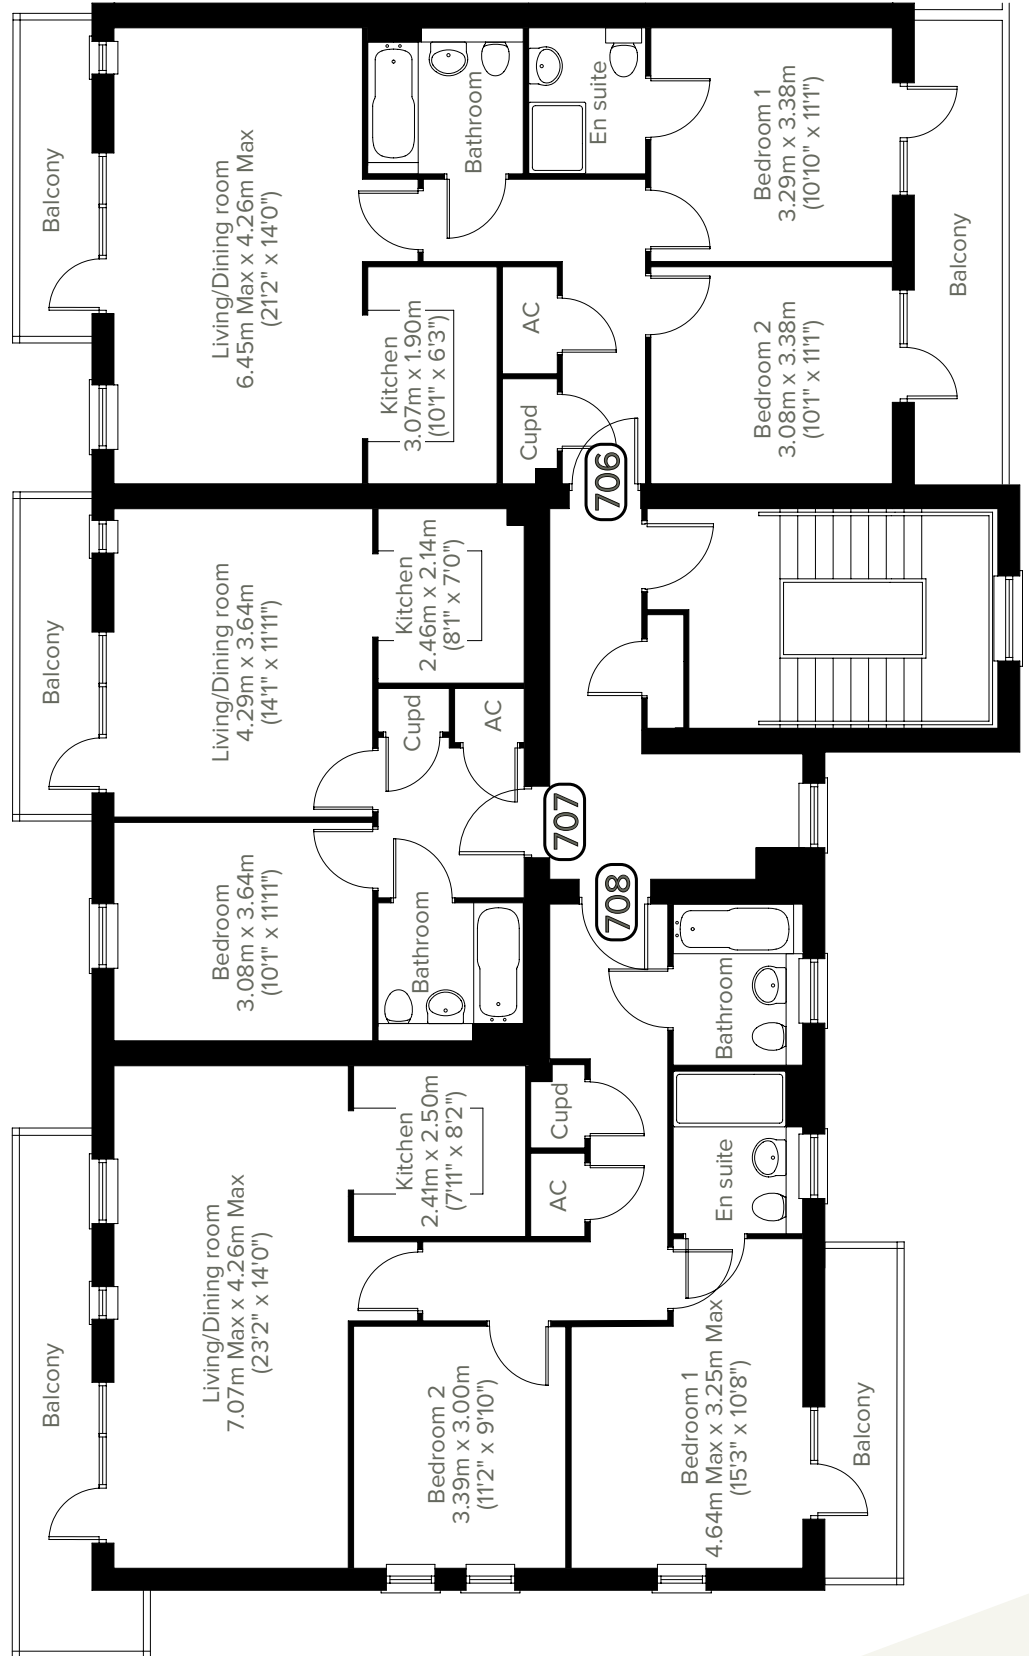 Balcony
Living/Dining room
6.45m Max x 4.26m Max
(21'2" x 14'0")
Bathroom
En suite
Bedroom 1
3.29m x 3.38m
(10'10" x 11'1")
Balcony
Kitchen
3.07m x 1.90m
(10'1" x 6'3")
AC
Cupd
Bedroom 2
3.08m x 3.38m
(10'1" x 11'1")
706
Balcony
Living/Dining room
4.29m x 3.64m
(14'1" x 11'11")
Kitchen
2.46m x 2.14m
(8'1" x 7'0")
Cupd
AC
707
Bedroom
3.08m x 3.64m
(10'1" x 11'11")
Bathroom
708
Bathroom
Cupd
AC
En suite
Kitchen
2.41m x 2.50m
(7'11" x 8'2")
Balcony
Living/Dining room
7.07m Max x 4.26m Max
(23'2" x 14'0")
Bedroom 2
3.39m x 3.00m
(11'2" x 9'10")
Bedroom 1
4.64m Max x 3.25m Max
(15'3" x 10'8")
Balcony